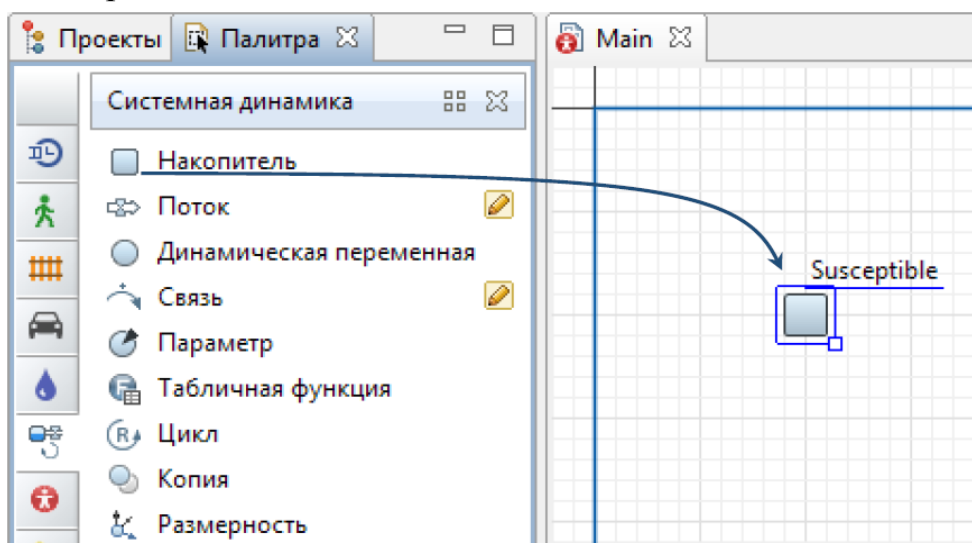 Проекты
Палитра
Main
Системная динамика
Накопитель
Поток
Динамическая переменная
Связь
Параметр
Табличная функция
Цикл
Копия
Размерность
Susceptible